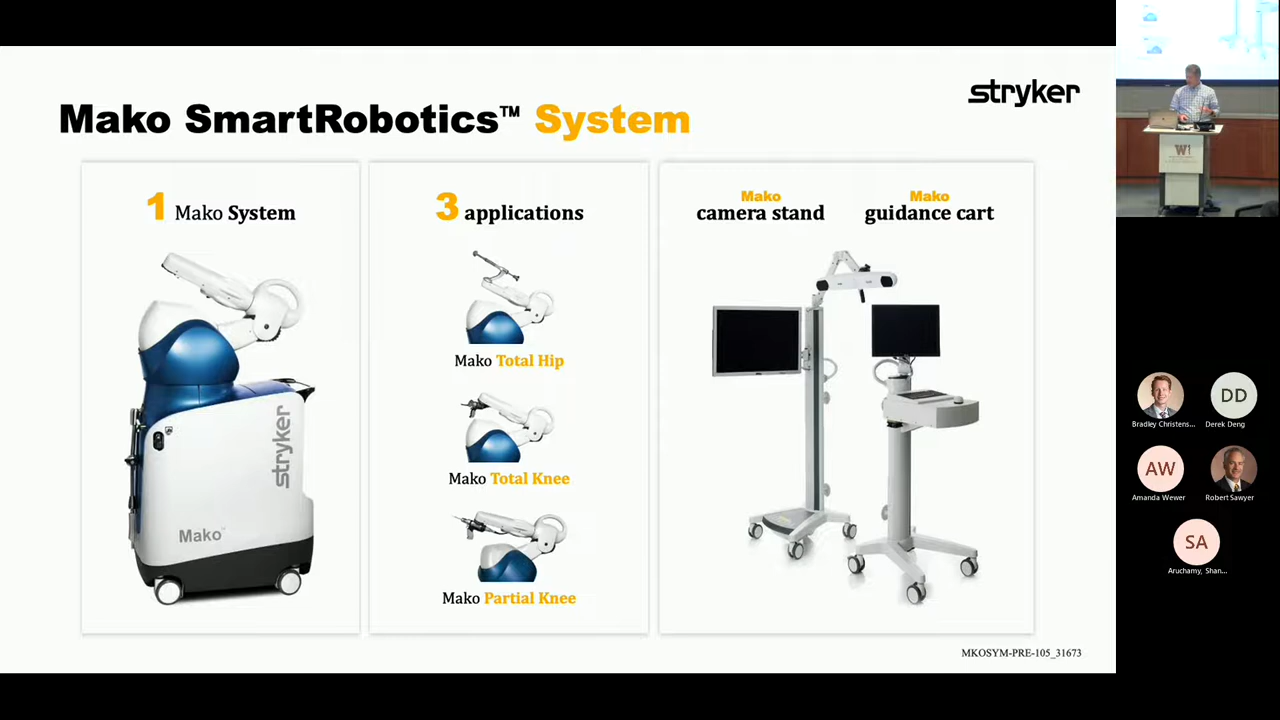 Mako SmartRobotics™ System
stryker
1 Mako System
stryker
Mako
3 applications
Mako Total Hip
Mako Total Knee
Mako Partial Knee
Mako
camera stand
Mako
guidance cart
MKOSYM-PRE-105_31673
W
Bradley Christens...
DD
Derek Deng
AW
Amanda Wewer
Robert Sawyer
SA
Aruchamy, Shan...